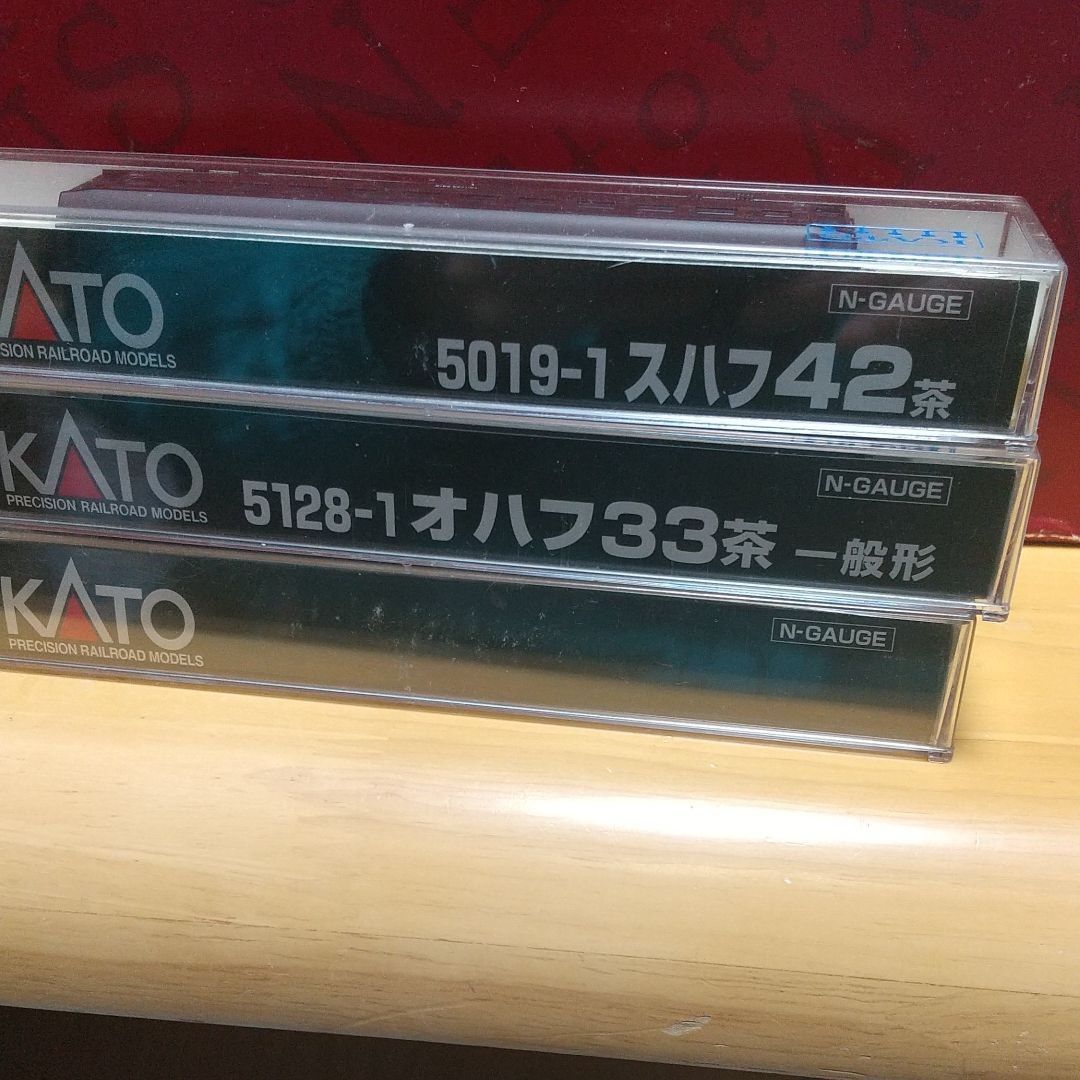 KATO
PRECISION RAILROAD MODELS
N-GAUGE
5019-1 スハフ42茶
KATO
PRECISION RAILROAD MODELS
N-GAUGE
5128-1 オハフ33茶 一般形
KATO
PRECISION RAILROAD MODELS
N-GAUGE